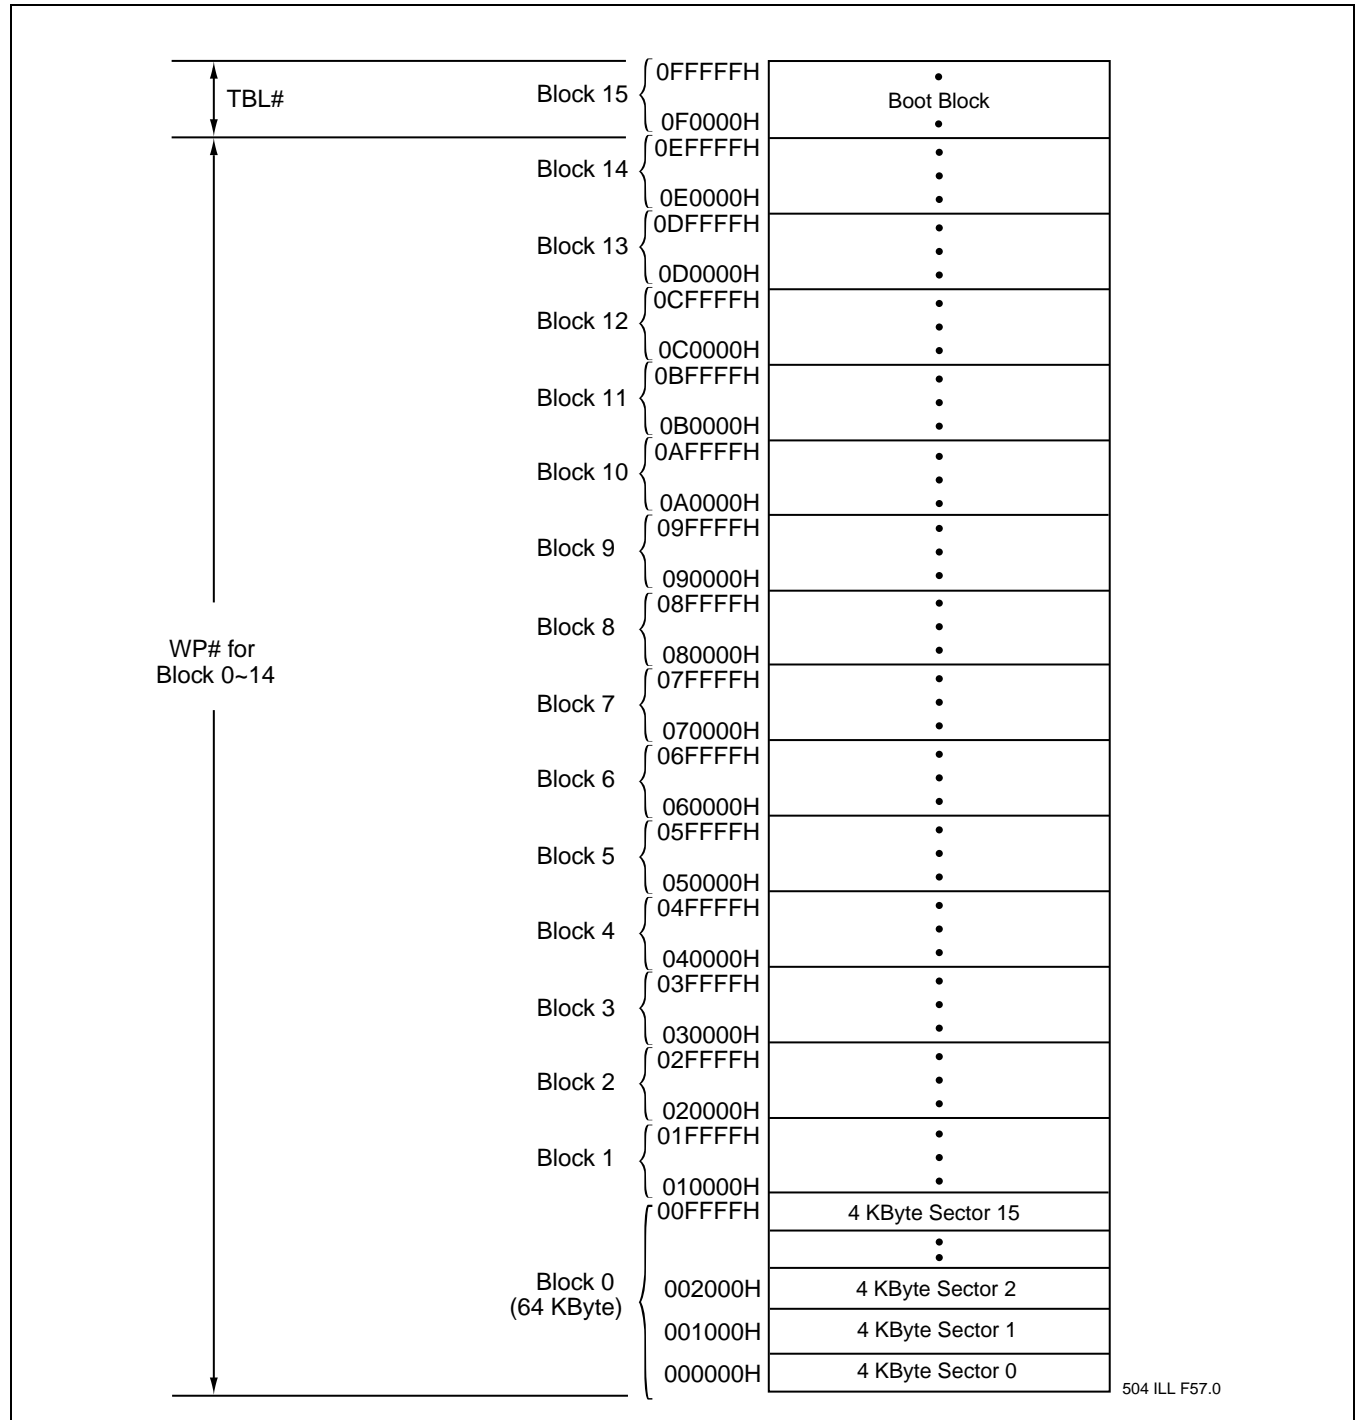 TBL#
Block 15
0FFFFFH
Boot Block
0F0000H
Block 14
0EFFFFH
0E0000H
Block 13
0DFFFFH
0D0000H
Block 12
0CFFFFH
0C0000H
Block 11
0BFFFFH
0B0000H
Block 10
0AFFFFH
0A0000H
Block 9
09FFFFH
090000H
Block 8
08FFFFH
080000H
WP# for
Block 0~14
Block 7
07FFFFH
070000H
Block 6
06FFFFH
060000H
Block 5
05FFFFH
050000H
Block 4
04FFFFH
040000H
Block 3
03FFFFH
030000H
Block 2
02FFFFH
020000H
Block 1
01FFFFH
010000H
00FFFFH
4 KByte Sector 15
Block 0
(64 KByte)
002000H
4 KByte Sector 2
001000H
4 KByte Sector 1
000000H
4 KByte Sector 0
504 ILL F57.0